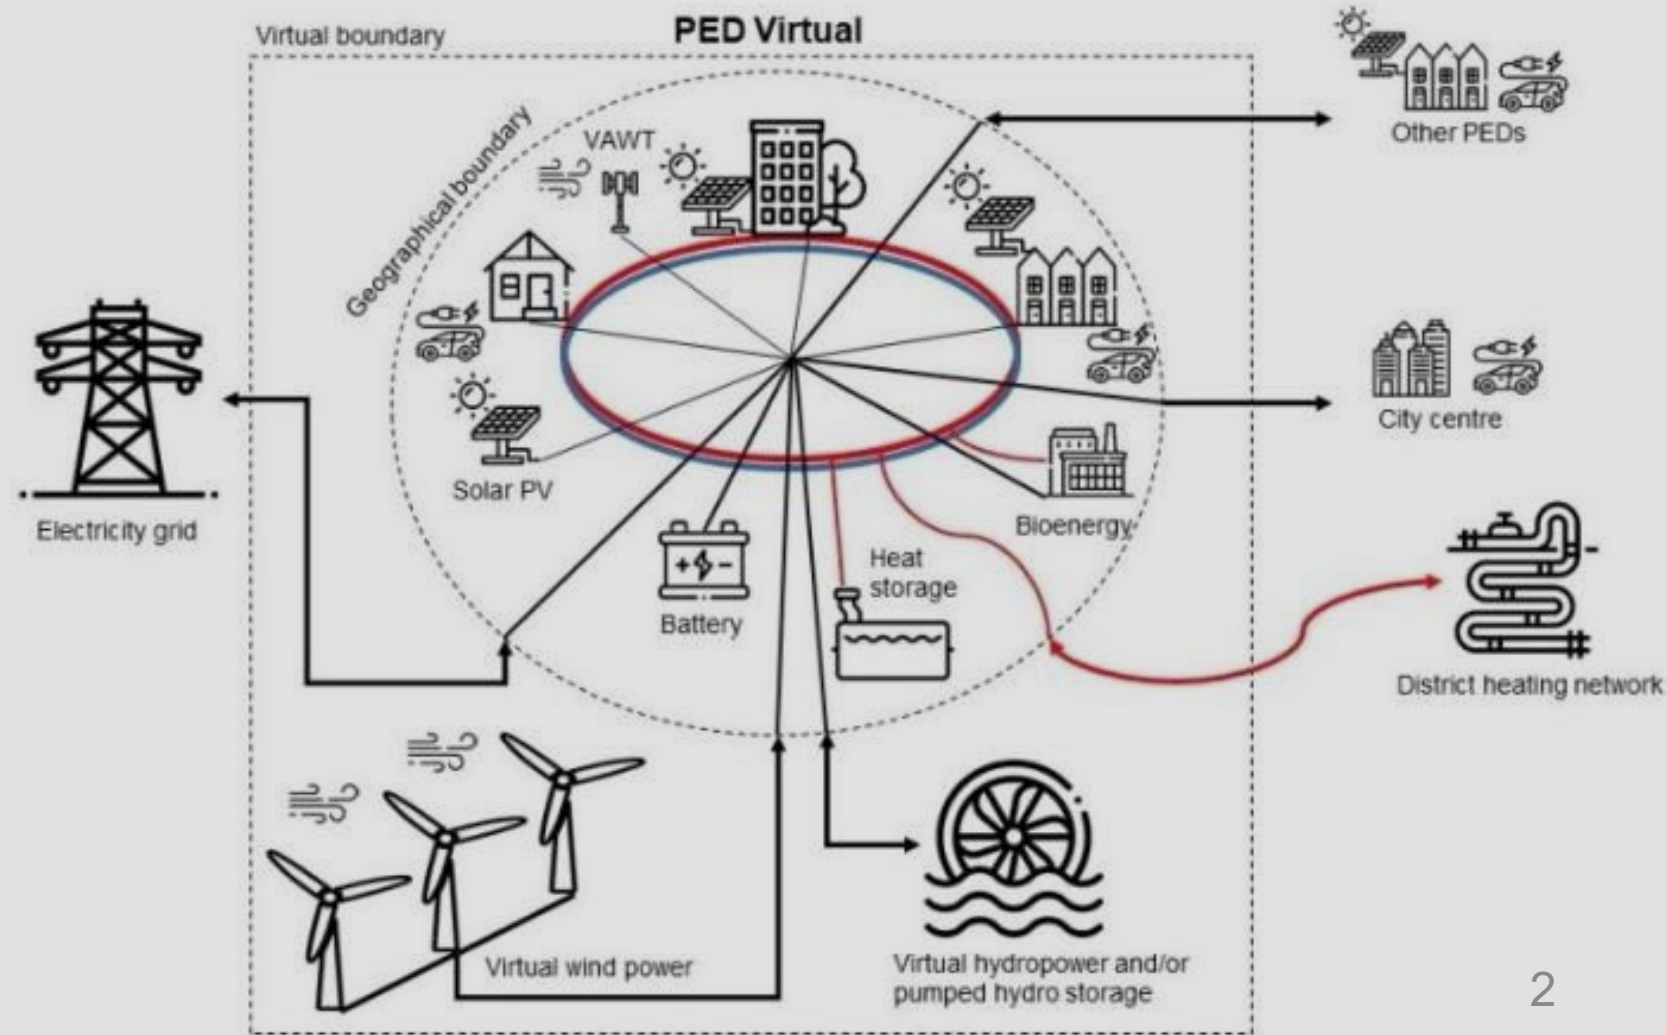 PED Virtual
Virtual boundary
Geographical boundary
VAWT
Other PEDs
City centre
Electricity grid
Solar PV
Battery
Heat
storage
Bioenergy
District heating network
Virtual wind power
Virtual hydropower and/or
pumped hydro storage
2